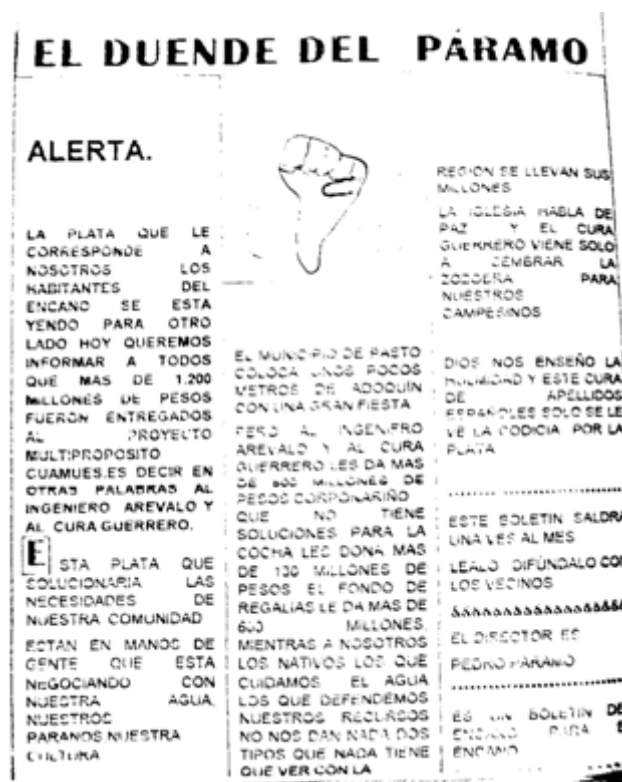 EL DUENDE DEL PÁRAMO
ALERTA.
LA PLATA QUE LE
CORRESPONDE A
NOSOTROS LOS
HABITANTES DEL
ENCANO SE ESTA
YENDO PARA OTRO
LADO HOY QUEREMOS
INFORMAR A TODOS
QUE MAS DE 1.200
MILLONES DE PESOS
FUERON ENTREGADOS
AL PROYECTO
MULTIPROPOSITO
GUAMUES.ES DECIR EN
OTRAS PALABRAS AL
INGENIERO AREVALO Y
AL CURA GUERRERO.
ESTA PLATA QUE
SOLUCIONARIA LAS
NECESIDADES DE
NUESTRA COMUNIDAD
ESTAN EN MANOS DE
GENTE QUE ESTA
NEGOCIANDO CON
NUESTRA AGUA,
NUESTROS
PARANOS,NUESTRA
CULTURA
EL MUNICIPIO DE PASTO
COLOCA UNOS POCOS
METROS DE ADOQUIN
CON UNA GRAN FIESTA
PERO AL INGENIERO
AREVALO Y AL CURA
GUERRERO LES DA MAS
DE 600 MILLONES DE
PESOS CORPONARIÑO
QUE NO TIENE
SOLUCIONES PARA LA
COCHA LES DONA MAS
DE 130 MILLONES DE
PESOS EL FONDO DE
REGALIAS LE DA MAS DE
600 MILLONES,
MIENTRAS A NOSOTROS
LOS NATIVOS LOS QUE
CUIDAMOS EL AGUA
LOS QUE DEFENDEMOS
NUESTROS RECURSOS
NO NOS DAN NADA DOS
TIPOS QUE NADA TIENE
QUE VER CON LA
REGION SE LLEVAN SUS
MILLONES
LA IGLESIA HABLA DE
PAZ Y EL CURA
GUERRERO VIENE SOLO
A CEMBRAR LA
ZOZOBRA PARA
NUESTROS
CAMPESINOS
DIOS NOS ENSEÑO LA
HUMILDAD Y ESTE CURA
DE APELLIDOS
ESPAÑOLES SOLO SE LE
VE LA CODICIA POR LA
PLATA
ESTE BOLETIN SALDRA
UNA VES AL MES
LEALO DIFÚNDALO CON
LOS VECINOS
EL DIRECTOR ES
PEDRO PARAMO
ES UN BOLETIN DE
ENCANO PARA E
ENCANO